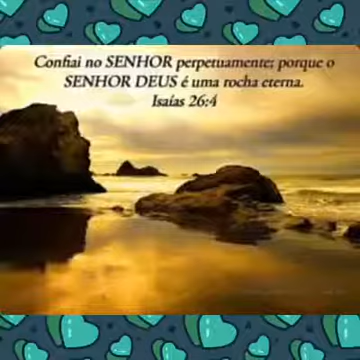 Confiai no SENHOR perpetuamente; porque o
SENHOR DEUS é uma rocha eterna.
Isaías 26:4